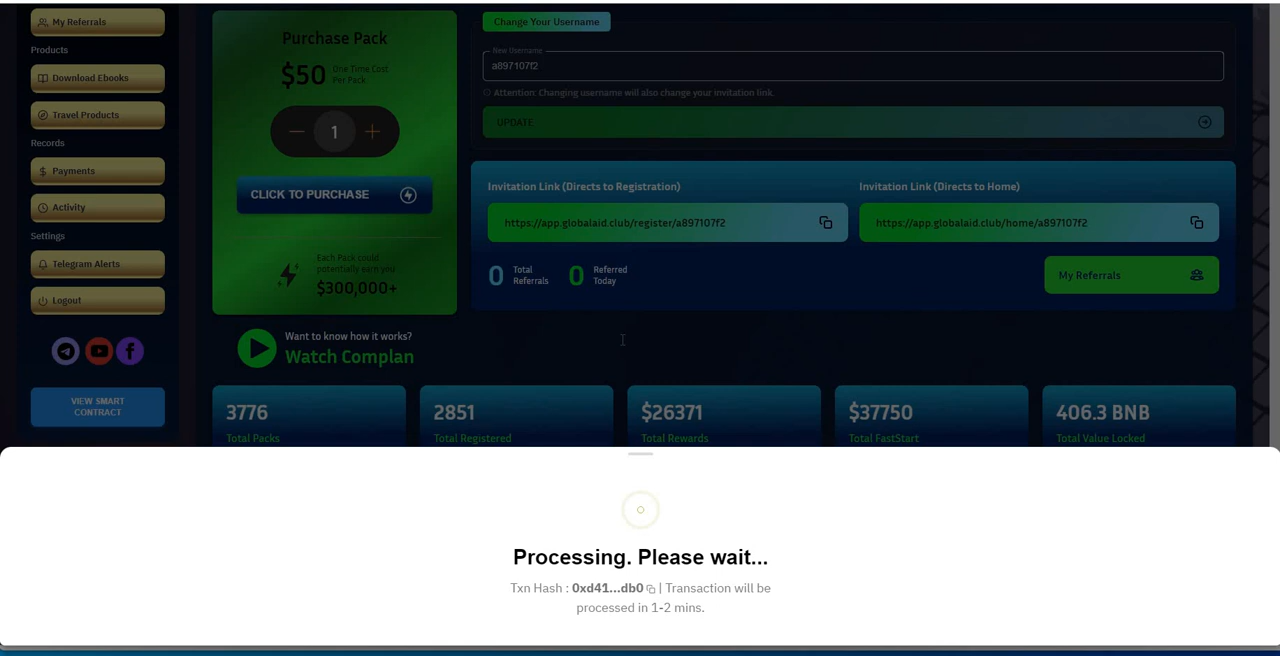 My Referrals
Products
Download Ebooks
Travel Products
Records
Payments
Activity
Settings
Telegram Alerts
Logout
VIEW SMART
CONTRACT
Purchase Pack
$50
One Time Cost
Per Pack
1
CLICK TO PURCHASE
Each Pack could
potentially earn you
$300,000+
Change Your Username
New Username
a897107f2
Attention: Changing username will also change your invitation link.
UPDATE
Invitation Link (Directs to Registration)
https://app.globalaid.club/register/a897107f2
Invitation Link (Directs to Home)
https://app.globalaid.club/home/a897107f2
0
Total
Referrals
0
Referred
Today
My Referrals
Want to know how it works?
Watch Complan
3776
Total Packs
2851
Total Registered
$26371
Total Rewards
$37750
Total FastStart
406.3 BNB
Total Value Locked
Processing. Please wait...
Txn Hash : 0xd41...db0 | Transaction will be
processed in 1-2 mins.